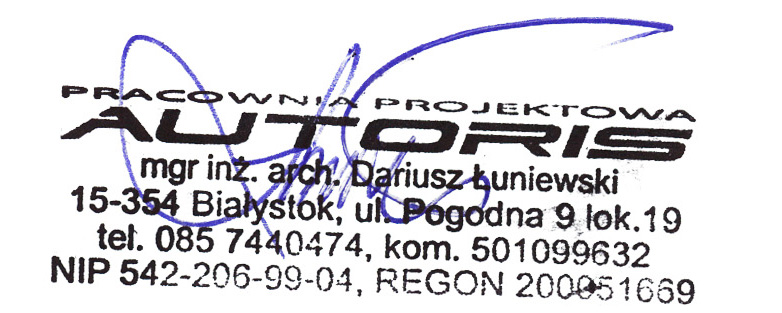 PRACOWNIA PROJEKTOWA
AUTORIS
mgr inż. arch. Dariusz Łuniewski
15-354 Białystok, ul. Pogodna 9 lok.19
tel. 085 7440474, kom. 501099632
NIP 542-206-99-04, REGON 200051669